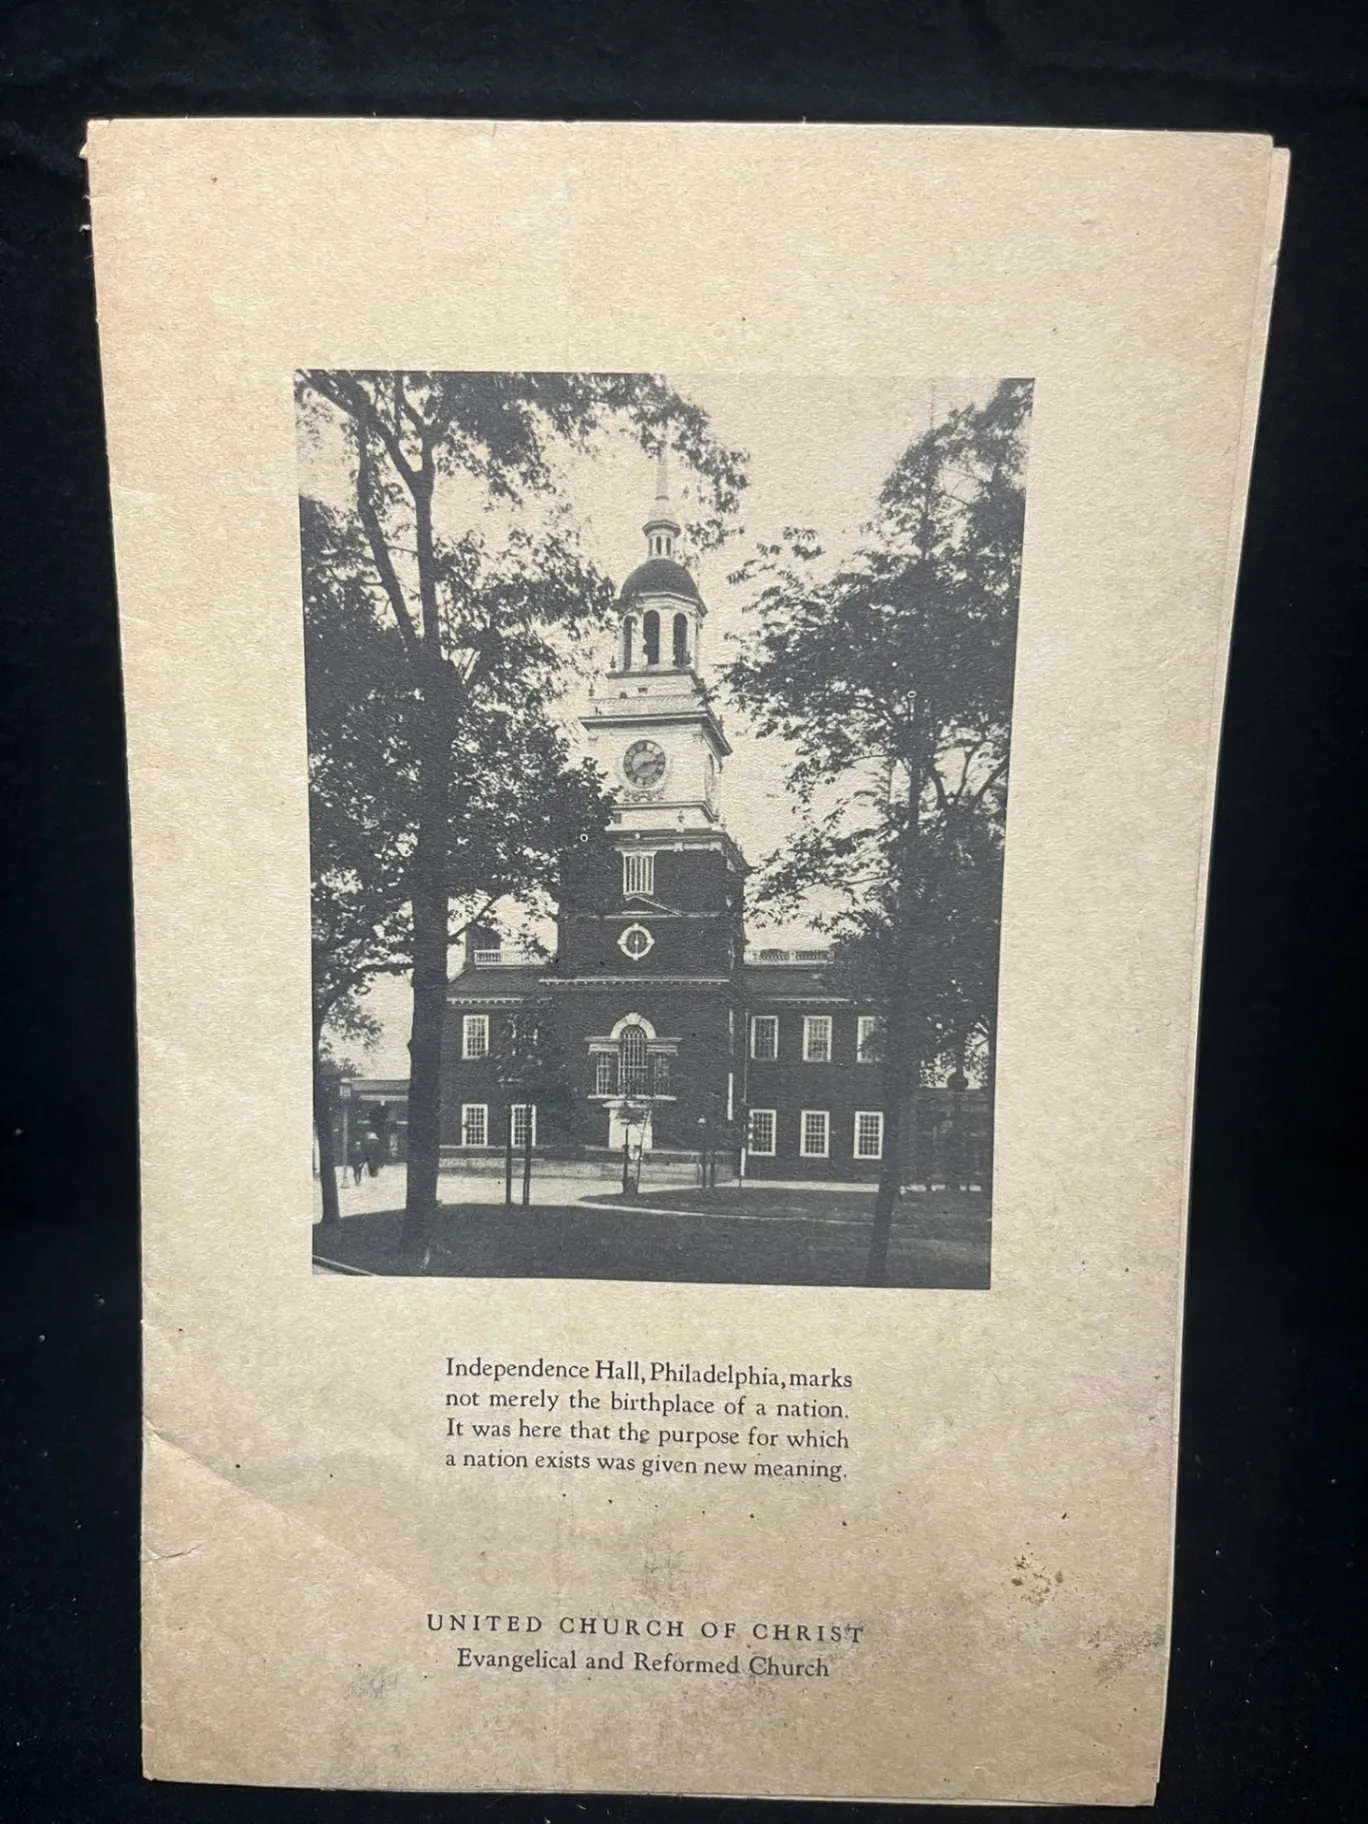 Independence Hall, Philadelphia, marks
not merely the birthplace of a nation.
It was here that the purpose for which
a nation exists was given new meaning.
UNITED CHURCH OF CHRIST
Evangelical and Reformed Church